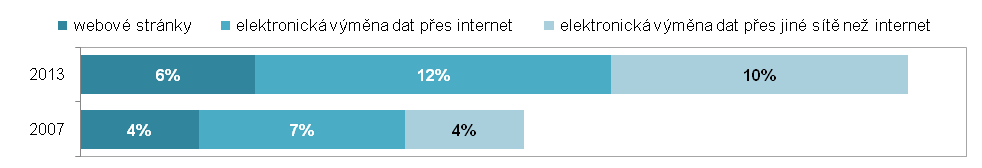 webové stránky elektronická výměna dat přes internet elektronická výměna dat přes jiné sítě než internet
2013 6% 12% 10%
2007 4% 7% 4%